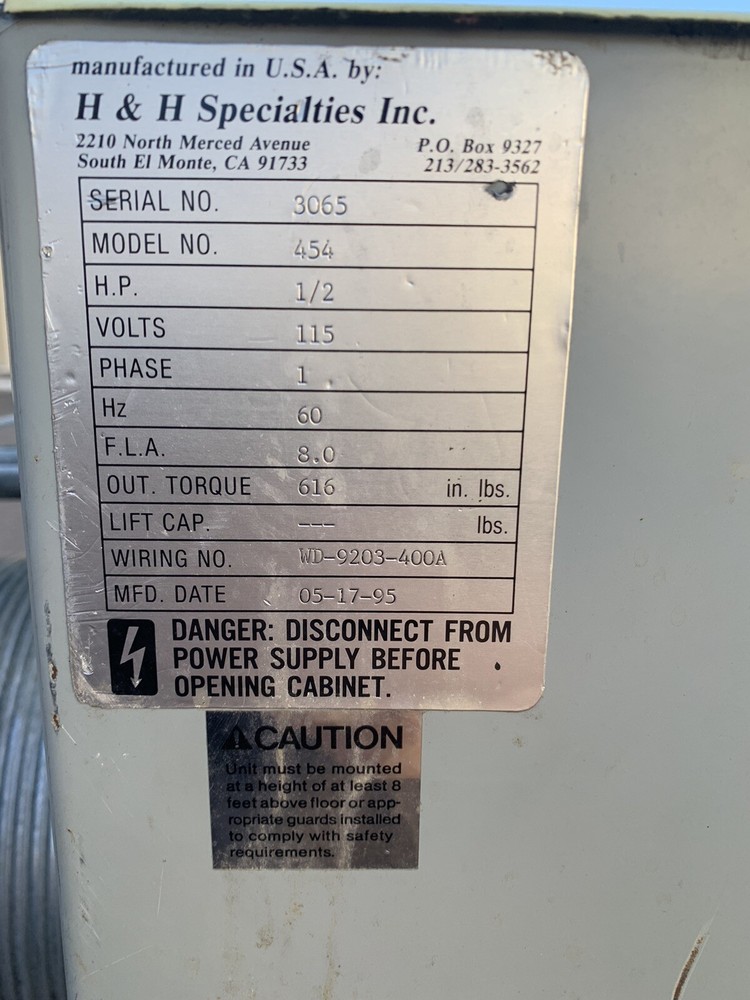 manufactured in U.S.A. by:
H & H Specialties Inc.
2210 North Merced Avenue P.O. Box 9327
South El Monte, CA 91733 213/283-3562
SERIAL NO. 3065
MODEL NO. 454
H.P. 1/2
VOLTS 115
PHASE 1
Hz 60
F.L.A. 8.0
OUT. TORQUE 616 in. lbs.
LIFT CAP. --- lbs.
WIRING NO. WD-9203-400A
MFD. DATE 05-17-95
DANGER: DISCONNECT FROM
POWER SUPPLY BEFORE
OPENING CABINET.
CAUTION
Unit must be mounted
at a height of at least 8
feet above floor or app-
ropriate guards installed
to comply with safety
requirements.